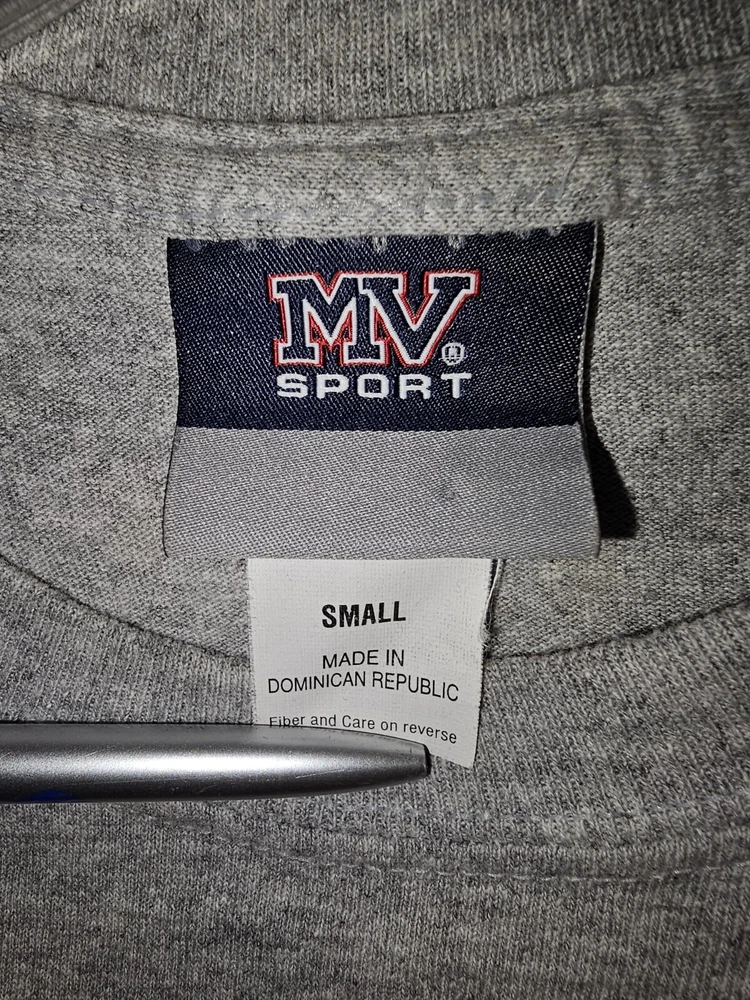 MV®
SPORT
SMALL
MADE IN
DOMINICAN REPUBLIC
Fiber and Care on reverse